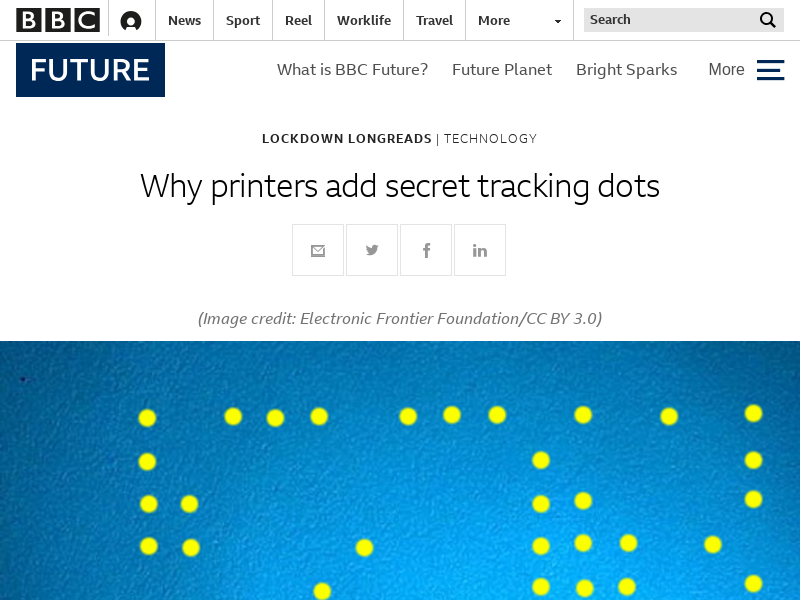 BBC
News
Sport
Reel
Worklife
Travel
More
Search
FUTURE
What is BBC Future?
Future Planet
Bright Sparks
More
LOCKDOWN LONGREADS | TECHNOLOGY
Why printers add secret tracking dots
(Image credit: Electronic Frontier Foundation/CC BY 3.0)